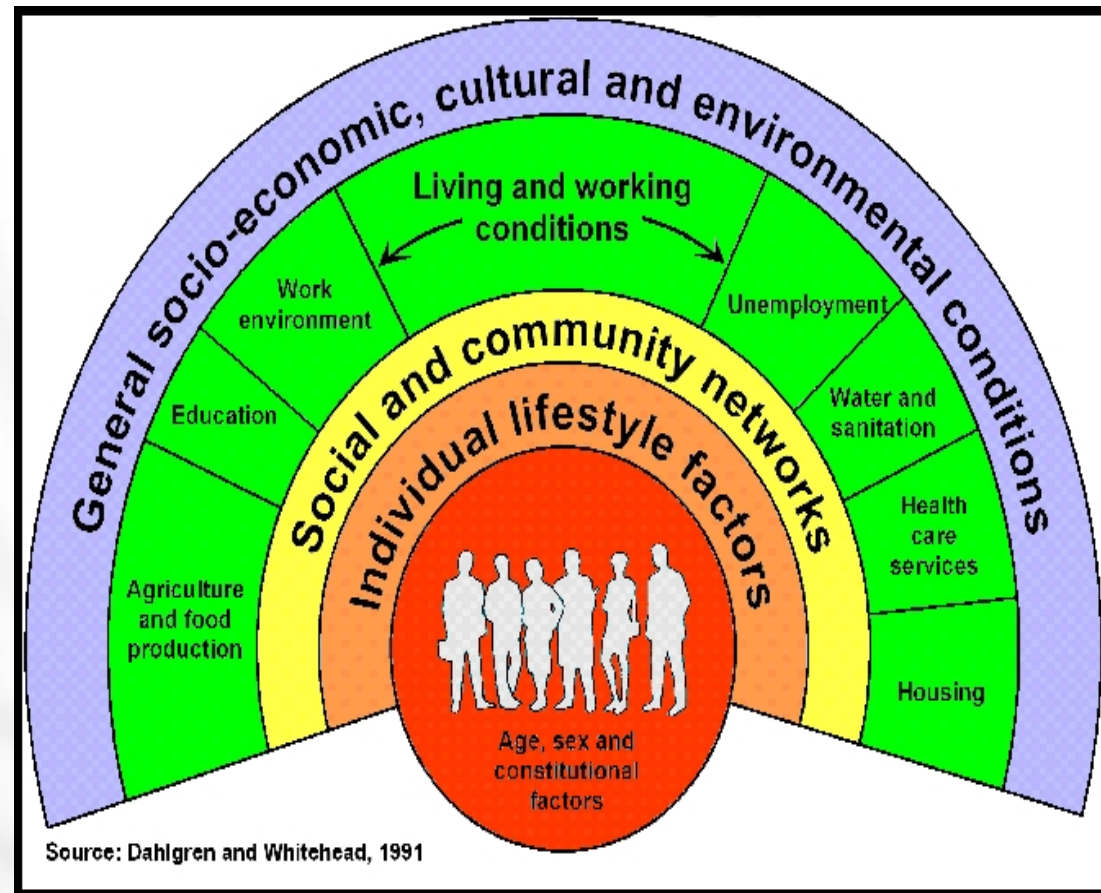 General socio-economic, cultural and environmental conditions
Living and working
conditions
Work
environment
Unemployment
Education
Water and
sanitation
Agriculture
and food
production
Health
care
services
Housing
Social and community networks
Individual lifestyle factors
Age, sex and
constitutional
factors
Source: Dahlgren and Whitehead, 1991